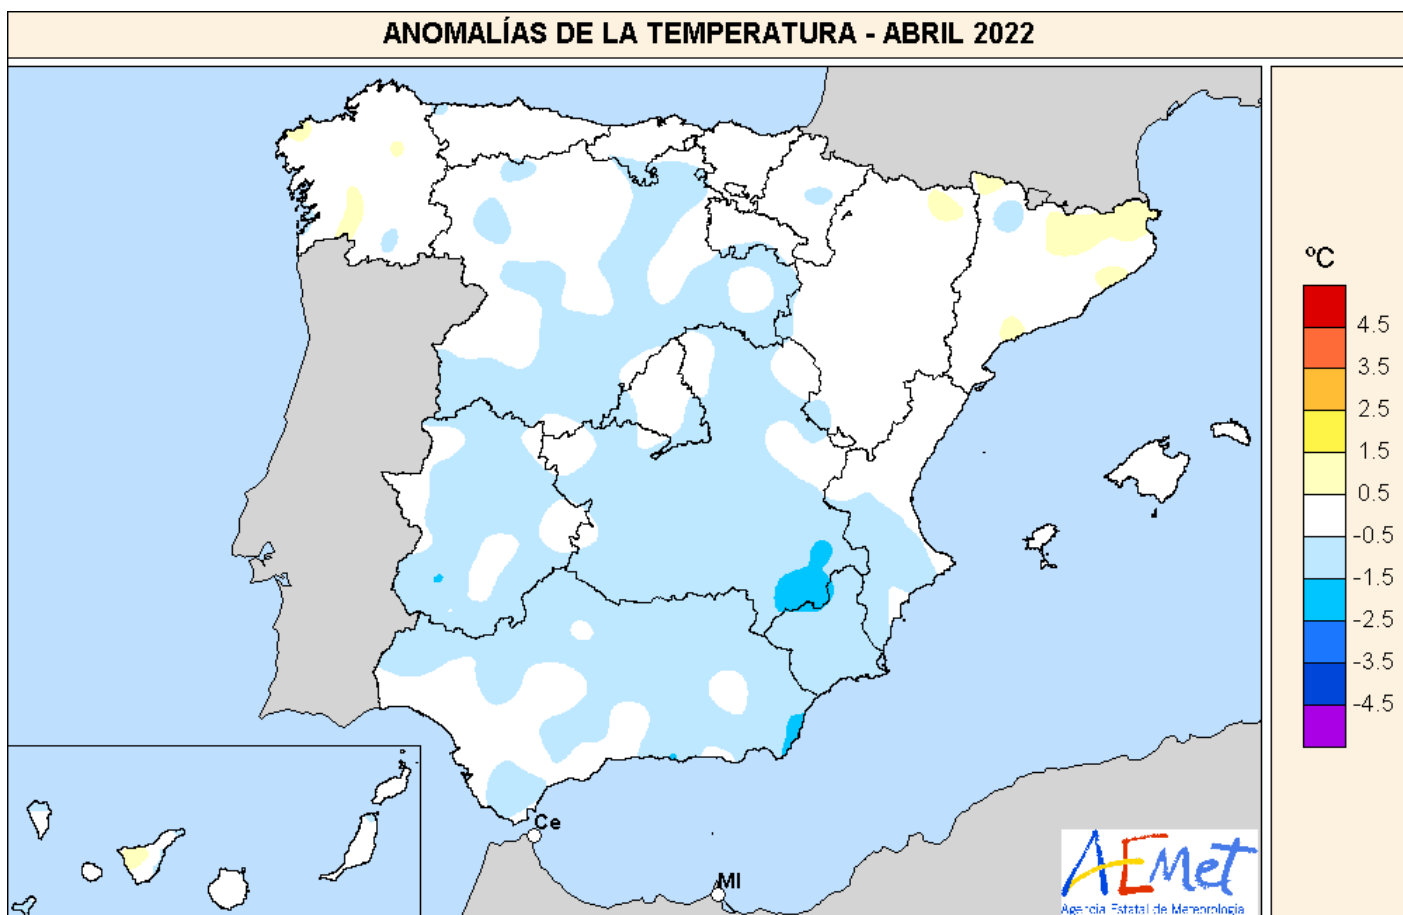 ANOMALÍAS DE LA TEMPERATURA - ABRIL 2022
ºC
4.5
3.5
2.5
1.5
0.5
-0.5
-1.5
-2.5
-3.5
-4.5
Ce
Ml
AEMet
Agencia Estatal de Meteorología